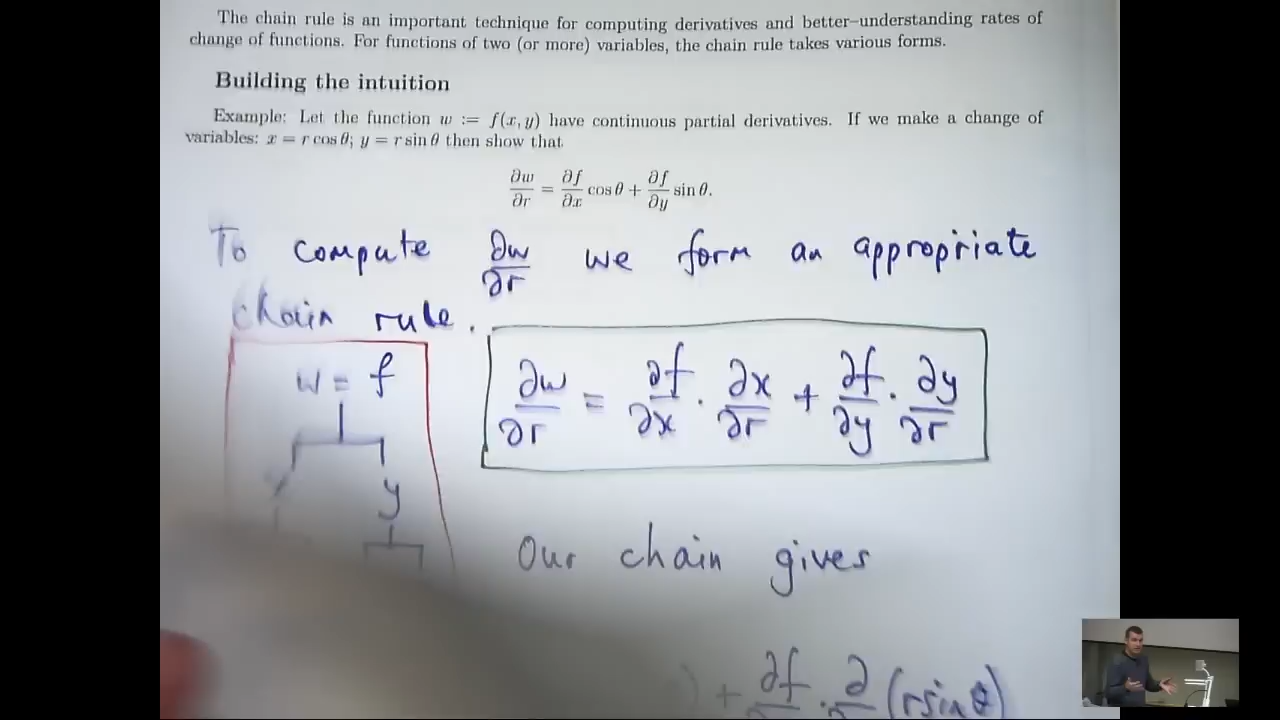 The chain rule is an important technique for computing derivatives and better–understanding rates of
change of functions. For functions of two (or more) variables, the chain rule takes various forms.
Building the intuition
Example: Let the function w := f(x, y) have continuous partial derivatives. If we make a change of
variables: x = r cos θ; y = r sin θ then show that
∂w/∂r = ∂f/∂x cos θ + ∂f/∂y sin θ.
To compute ∂w/∂r we form an appropriate
chain rule.
w = f
∂w/∂r = ∂f/∂x · ∂x/∂r + ∂f/∂y · ∂y/∂r
y
Our chain gives
) + ∂f · ∂ (r sin θ)